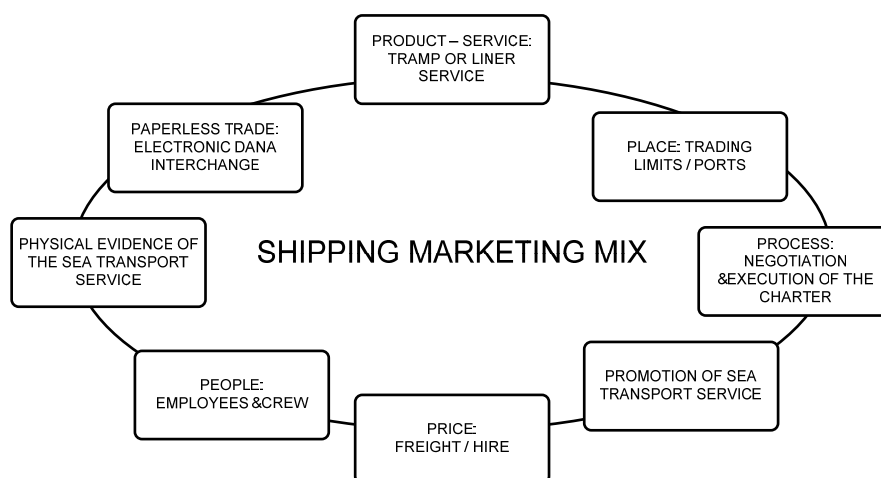 PRODUCT – SERVICE:
TRAMP OR LINER
SERVICE
PAPERLESS TRADE:
ELECTRONIC DANA
INTERCHANGE
PLACE: TRADING
LIMITS / PORTS
PHYSICAL EVIDENCE OF
THE SEA TRANSPORT
SERVICE
SHIPPING MARKETING MIX
PROCESS:
NEGOTIATION
&EXECUTION OF THE
CHARTER
PEOPLE:
EMPLOYEES &CREW
PROMOTION OF SEA
TRANSPORT SERVICE
PRICE:
FREIGHT / HIRE